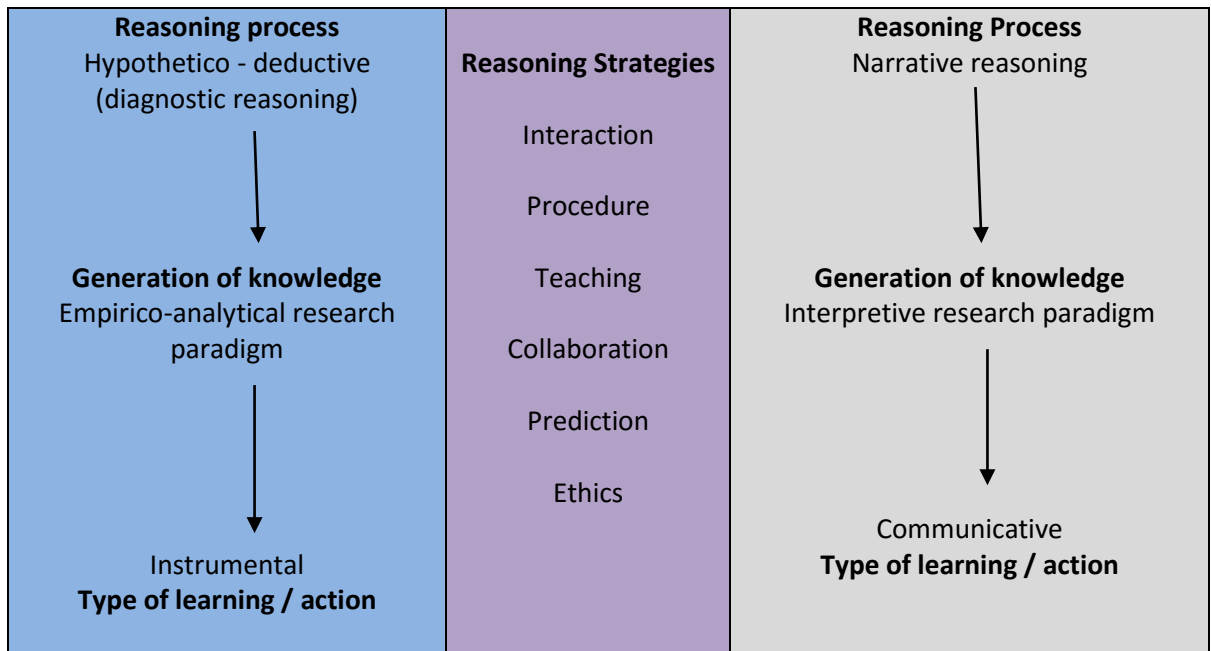 Reasoning process
Hypothetico - deductive
(diagnostic reasoning)
Generation of knowledge
Empirico-analytical research
paradigm
Instrumental
Type of learning / action
Reasoning Strategies
Interaction
Procedure
Teaching
Collaboration
Prediction
Ethics
Reasoning Process
Narrative reasoning
Generation of knowledge
Interpretive research paradigm
Communicative
Type of learning / action